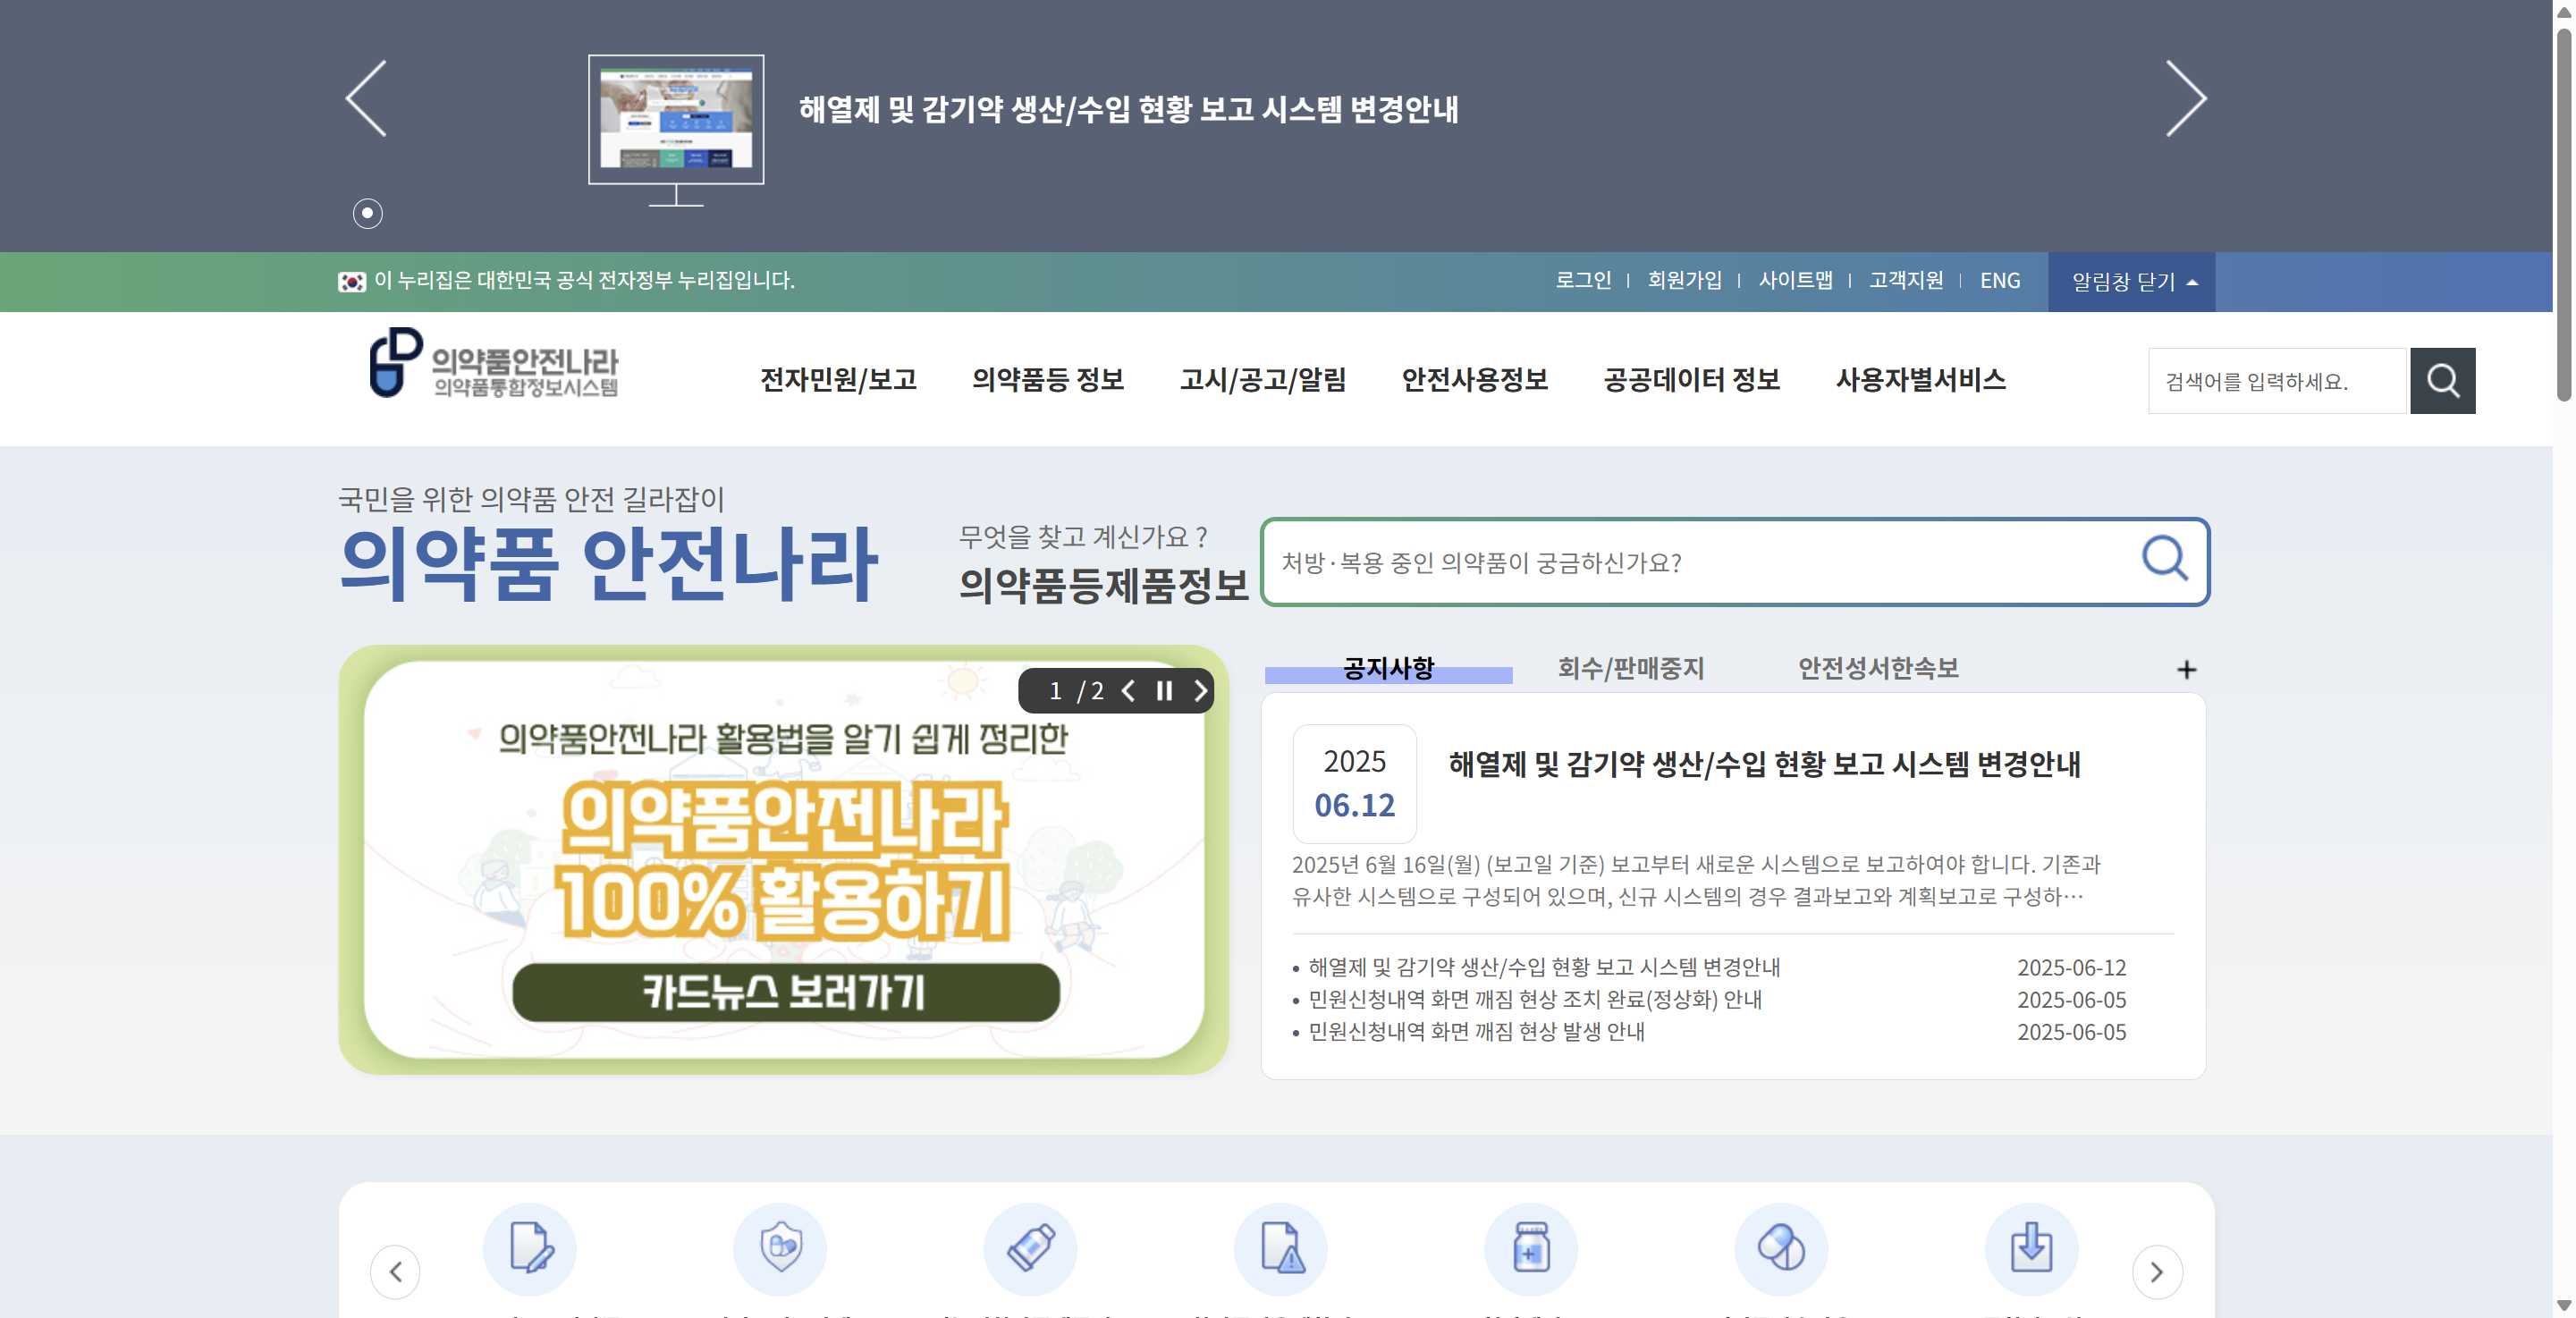 해열제 및 감기약 생산/수입 현황 보고 시스템 변경안내
이 누리집은 대한민국 공식 전자정부 누리집입니다.
로그인 회원가입 사이트맵 고객지원 ENG 알림창 닫기
의약품안전나라
의약품통합정보시스템
전자민원/보고 의약품등 정보 고시/공고/알림 안전사용정보 공공데이터 정보 사용자별서비스
검색어를 입력하세요.
국민을 위한 의약품 안전 길라잡이
의약품 안전나라
무엇을 찾고 계신가요 ?
의약품등제품정보
처방·복용 중인 의약품이 궁금하신가요?
1 / 2
의약품안전나라 활용법을 알기 쉽게 정리한
의약품안전나라
100% 활용하기
카드뉴스 보러가기
공지사항 회수/판매중지 안전성서한속보 +
2025
06.12
해열제 및 감기약 생산/수입 현황 보고 시스템 변경안내
2025년 6월 16일(월) (보고일 기준) 보고부터 새로운 시스템으로 보고하여야 합니다. 기존과
유사한 시스템으로 구성되어 있으며, 신규 시스템의 경우 결과보고와 계획보고로 구성하…
• 해열제 및 감기약 생산/수입 현황 보고 시스템 변경안내 2025-06-12
• 민원신청내역 화면 깨짐 현상 조치 완료(정상화) 안내 2025-06-05
• 민원신청내역 화면 깨짐 현상 발생 안내 2025-06-05